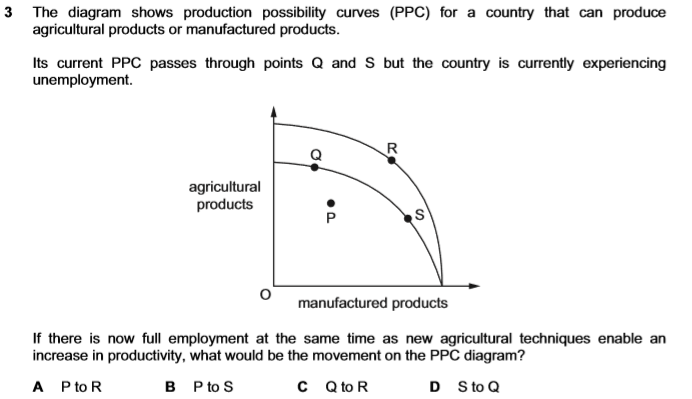 3 The diagram shows production possibility curves (PPC) for a country that can produce
agricultural products or manufactured products.
Its current PPC passes through points Q and S but the country is currently experiencing
unemployment.
R
Q
agricultural
products
P
S
O
manufactured products
If there is now full employment at the same time as new agricultural techniques enable an
increase in productivity, what would be the movement on the PPC diagram?
A P to R B P to S C Q to R D S to Q